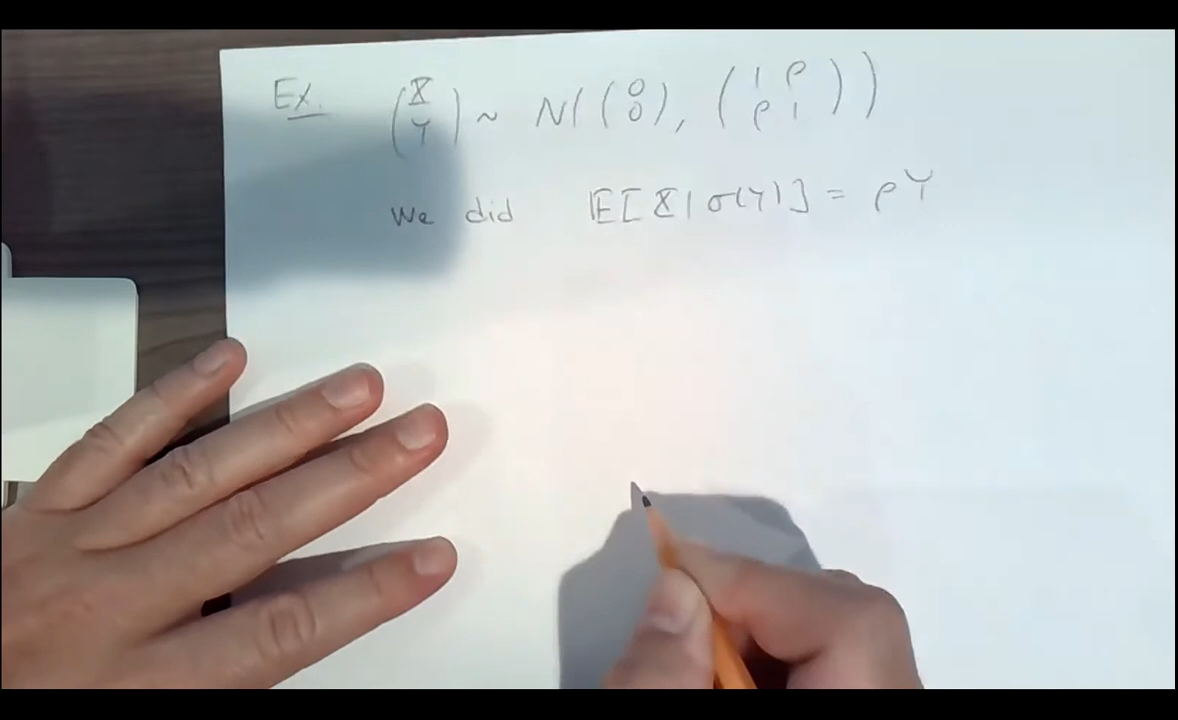 Ex. (X Y) ~ N((0 0), (1 ρ ρ 1))
We did E[X|σ(Y)] = ρY